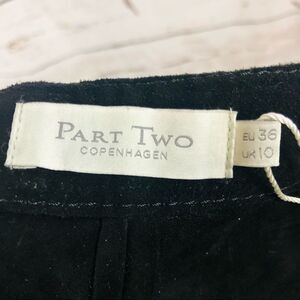 PART TWO
COPENHAGEN
EU 36
UK 10